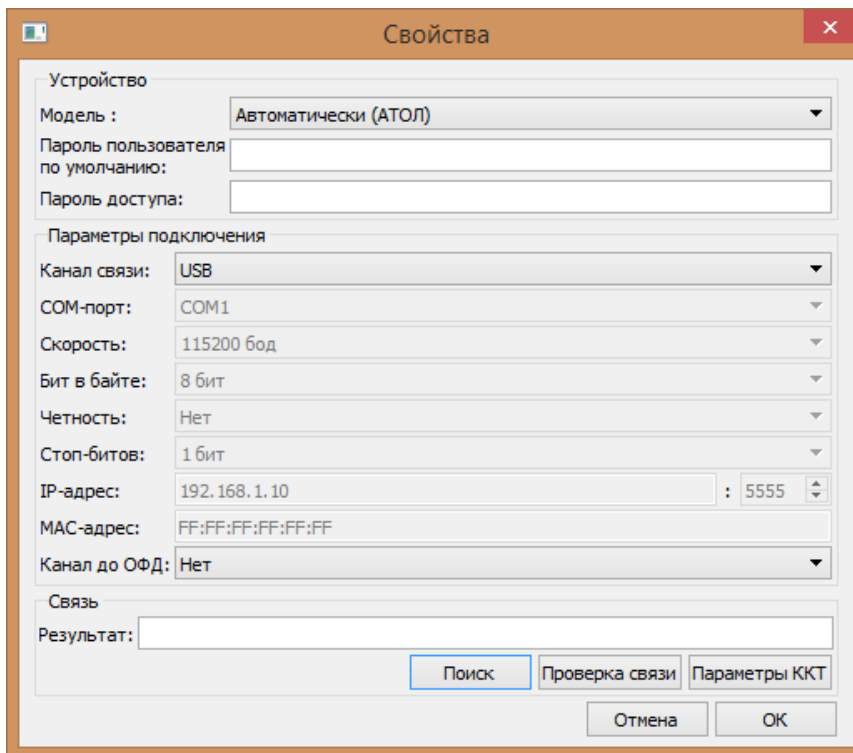 Свойства
Устройство
Модель : Автоматически (АТОЛ)
Пароль пользователя
по умолчанию:
Пароль доступа:
Параметры подключения
Канал связи: USB
COM-порт: COM1
Скорость: 115200 бод
Бит в байте: 8 бит
Четность: Нет
Стоп-битов: 1 бит
IP-адрес: 192.168.1.10 : 5555
MAC-адрес: FF:FF:FF:FF:FF:FF
Канал до ОФД: Нет
Связь
Результат:
Поиск Проверка связи Параметры ККТ
Отмена ОК